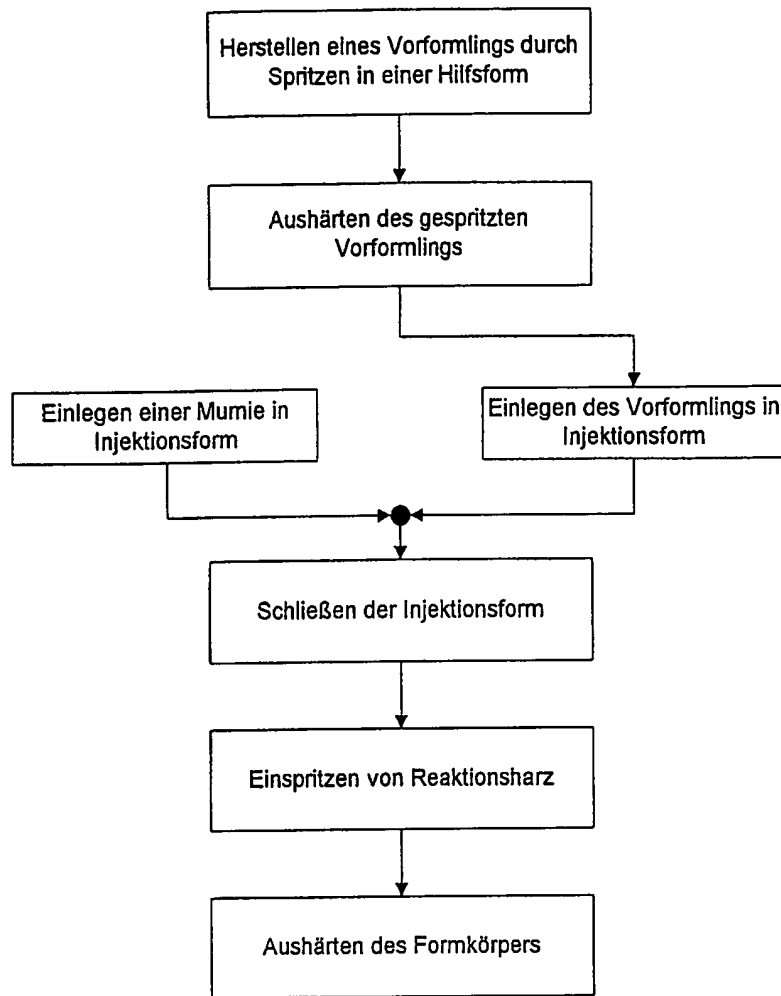 Herstellen eines Vorformlings durch
Spritzen in einer Hilfsform
Aushärten des gespritzten
Vorformlings
Einlegen einer Mumie in
Injektionsform
Einlegen des Vorformlings in
Injektionsform
Schließen der Injektionsform
Einspritzen von Reaktionsharz
Aushärten des Formkörpers